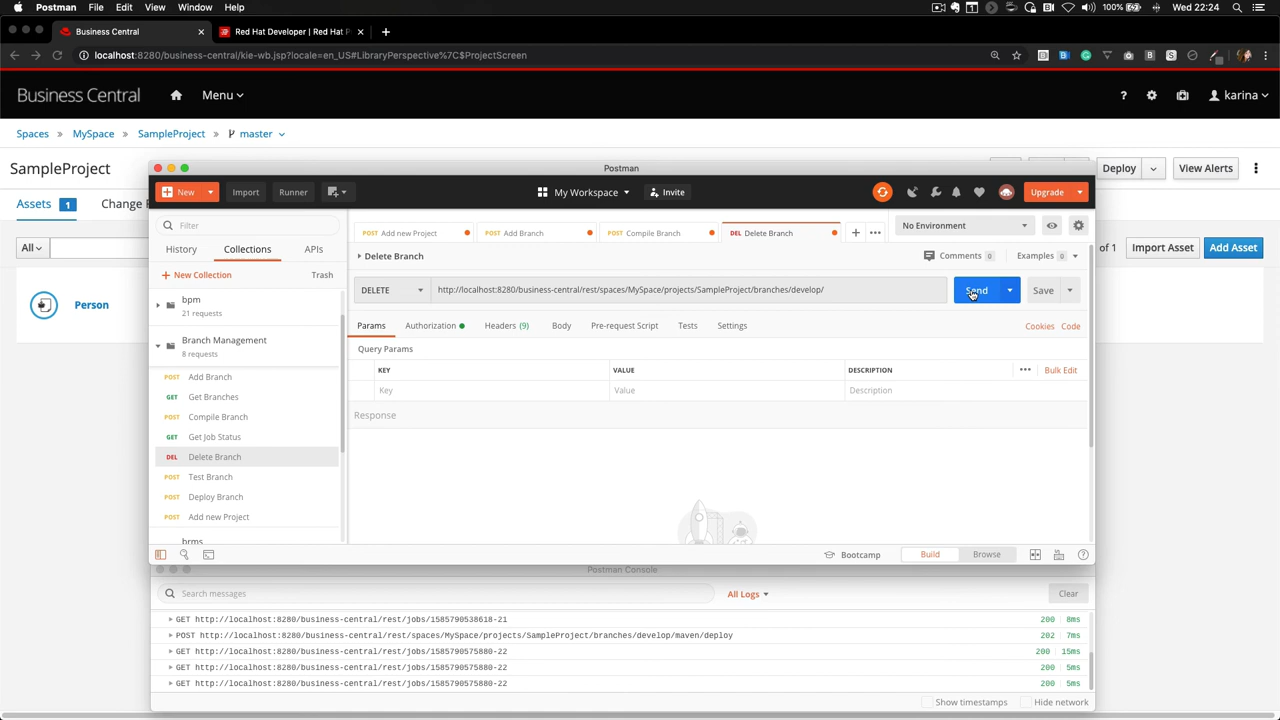 Postman File Edit View Window Help 100% Wed 22:24
Business Central Red Hat Developer | Red Hat P
localhost:8280/business-central/kie-wb.jsp?locale=en_US#LibraryPerspective%7C$ProjectScreen
Business Central Menu ? karina
Spaces » MySpace » SampleProject » master
SampleProject Deploy View Alerts
Assets 1 Change
All of 1 Import Asset Add Asset
Person
Postman
New Import Runner My Workspace Invite Upgrade
Filter
History Collections APIs
+ New Collection Trash
bpm
21 requests
Branch Management
8 requests
POST Add Branch
GET Get Branches
POST Compile Branch
GET Get Job Status
DEL Delete Branch
POST Test Branch
POST Deploy Branch
POST Add new Project
brms
POST Add new Project POST Add Branch POST Compile Branch DEL Delete Branch + ••• No Environment
Delete Branch Comments 0 Examples 0
DELETE http://localhost:8280/business-central/rest/spaces/MySpace/projects/SampleProject/branches/develop/ Send Save
Params Authorization Headers (9) Body Pre-request Script Tests Settings Cookies Code
Query Params
KEY VALUE DESCRIPTION ••• Bulk Edit
Key Value Description
Response
Bootcamp Build Browse
Postman Console
Search messages All Logs Clear
GET http://localhost:8280/business-central/rest/jobs/1585790538618-21 200 8ms
POST http://localhost:8280/business-central/rest/spaces/MySpace/projects/SampleProject/branches/develop/maven/deploy 202 7ms
GET http://localhost:8280/business-central/rest/jobs/1585790575880-22 200 15ms
GET http://localhost:8280/business-central/rest/jobs/1585790575880-22 200 5ms
GET http://localhost:8280/business-central/rest/jobs/1585790575880-22 200 5ms
Show timestamps Hide network